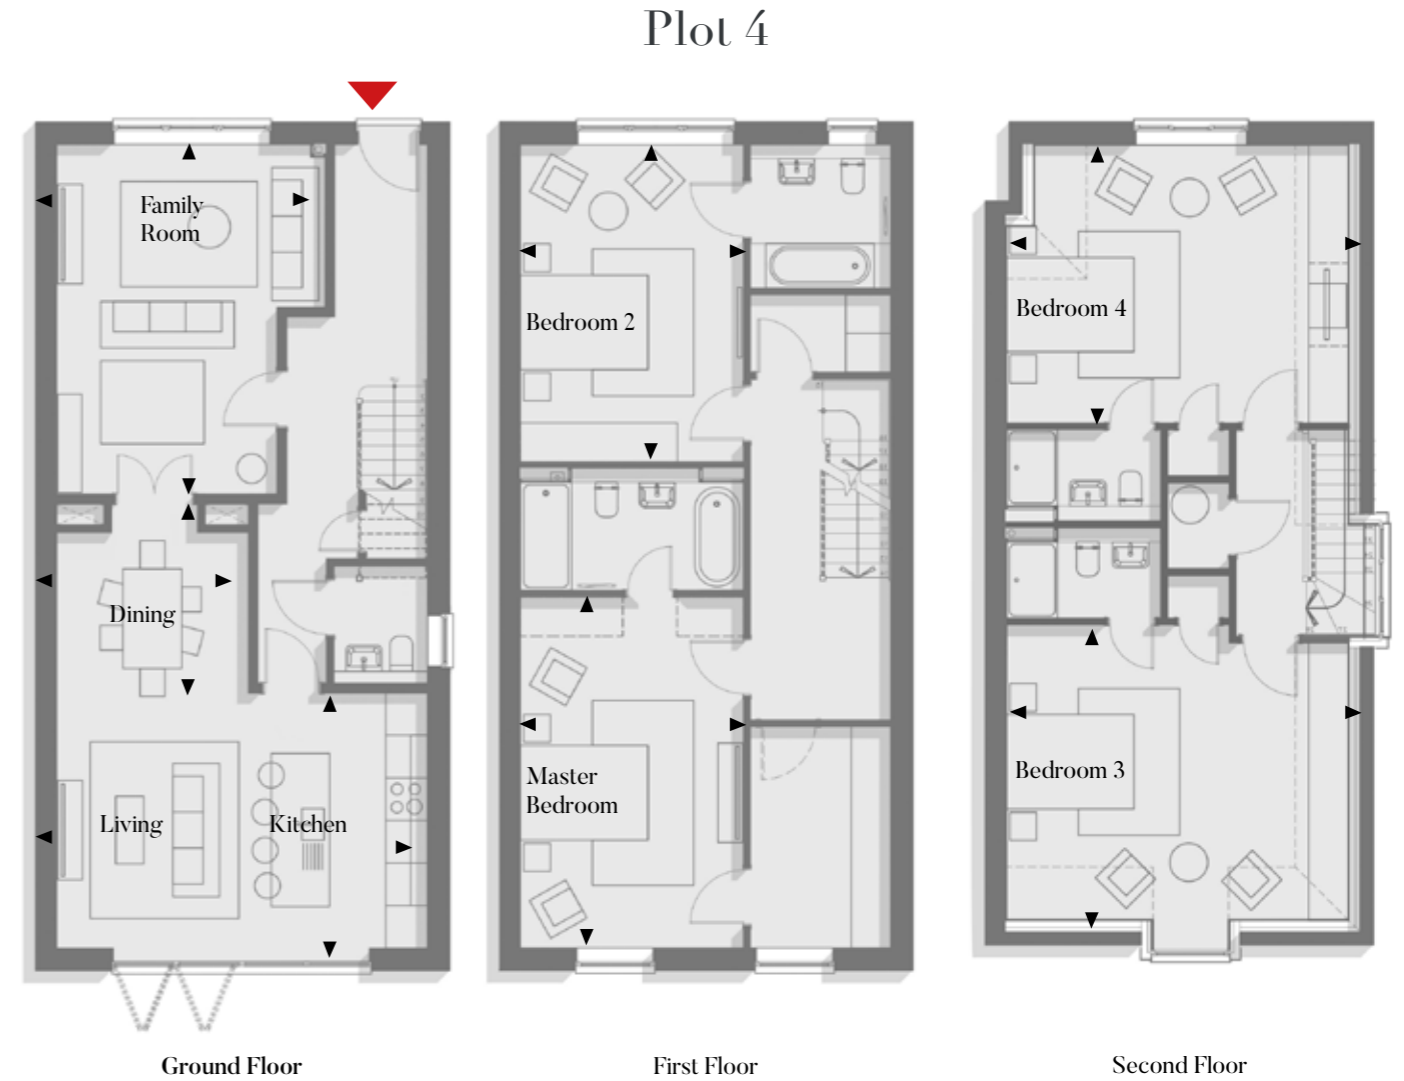 Plot 4
Family
Room
Dining
Living
Kitchen
Bedroom 2
Master
Bedroom
Bedroom 4
Bedroom 3
Ground Floor
First Floor
Second Floor